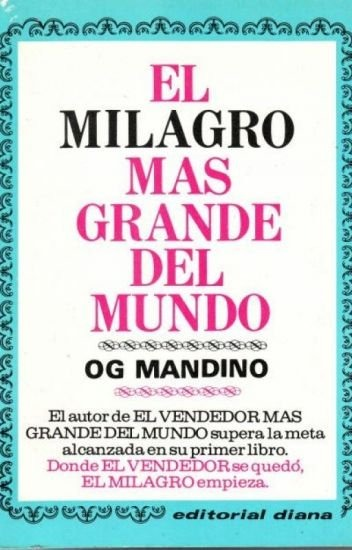 EL
MILAGRO
MAS
GRANDE
DEL
MUNDO
OG MANDINO
El autor de EL VENDEDOR MAS
GRANDE DEL MUNDO supera la meta
alcanzada en su primer libro.
Donde EL VENDEDOR se quedó,
EL MILAGRO empieza.
editorial diana